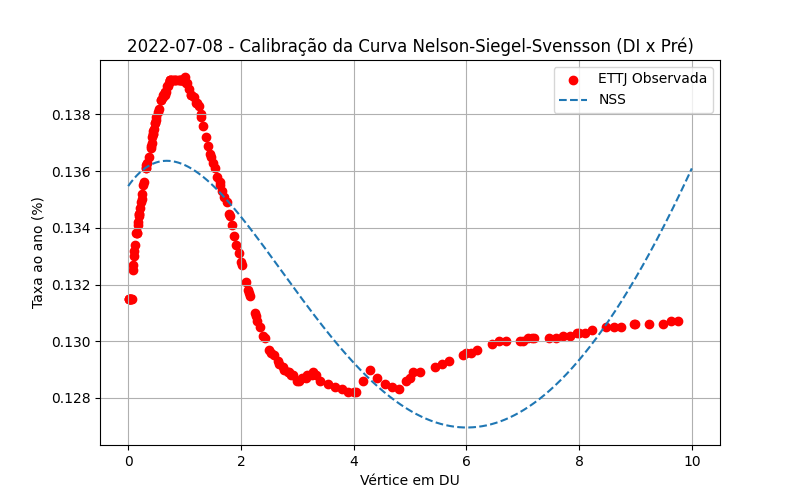 2022-07-08 - Calibração da Curva Nelson-Siegel-Svensson (DI x Pré)
ETTJ Observada
NSS
Taxa ao ano (%)
0.138
0.136
0.134
0.132
0.130
0.128
0 2 4 6 8 10
Vértice em DU